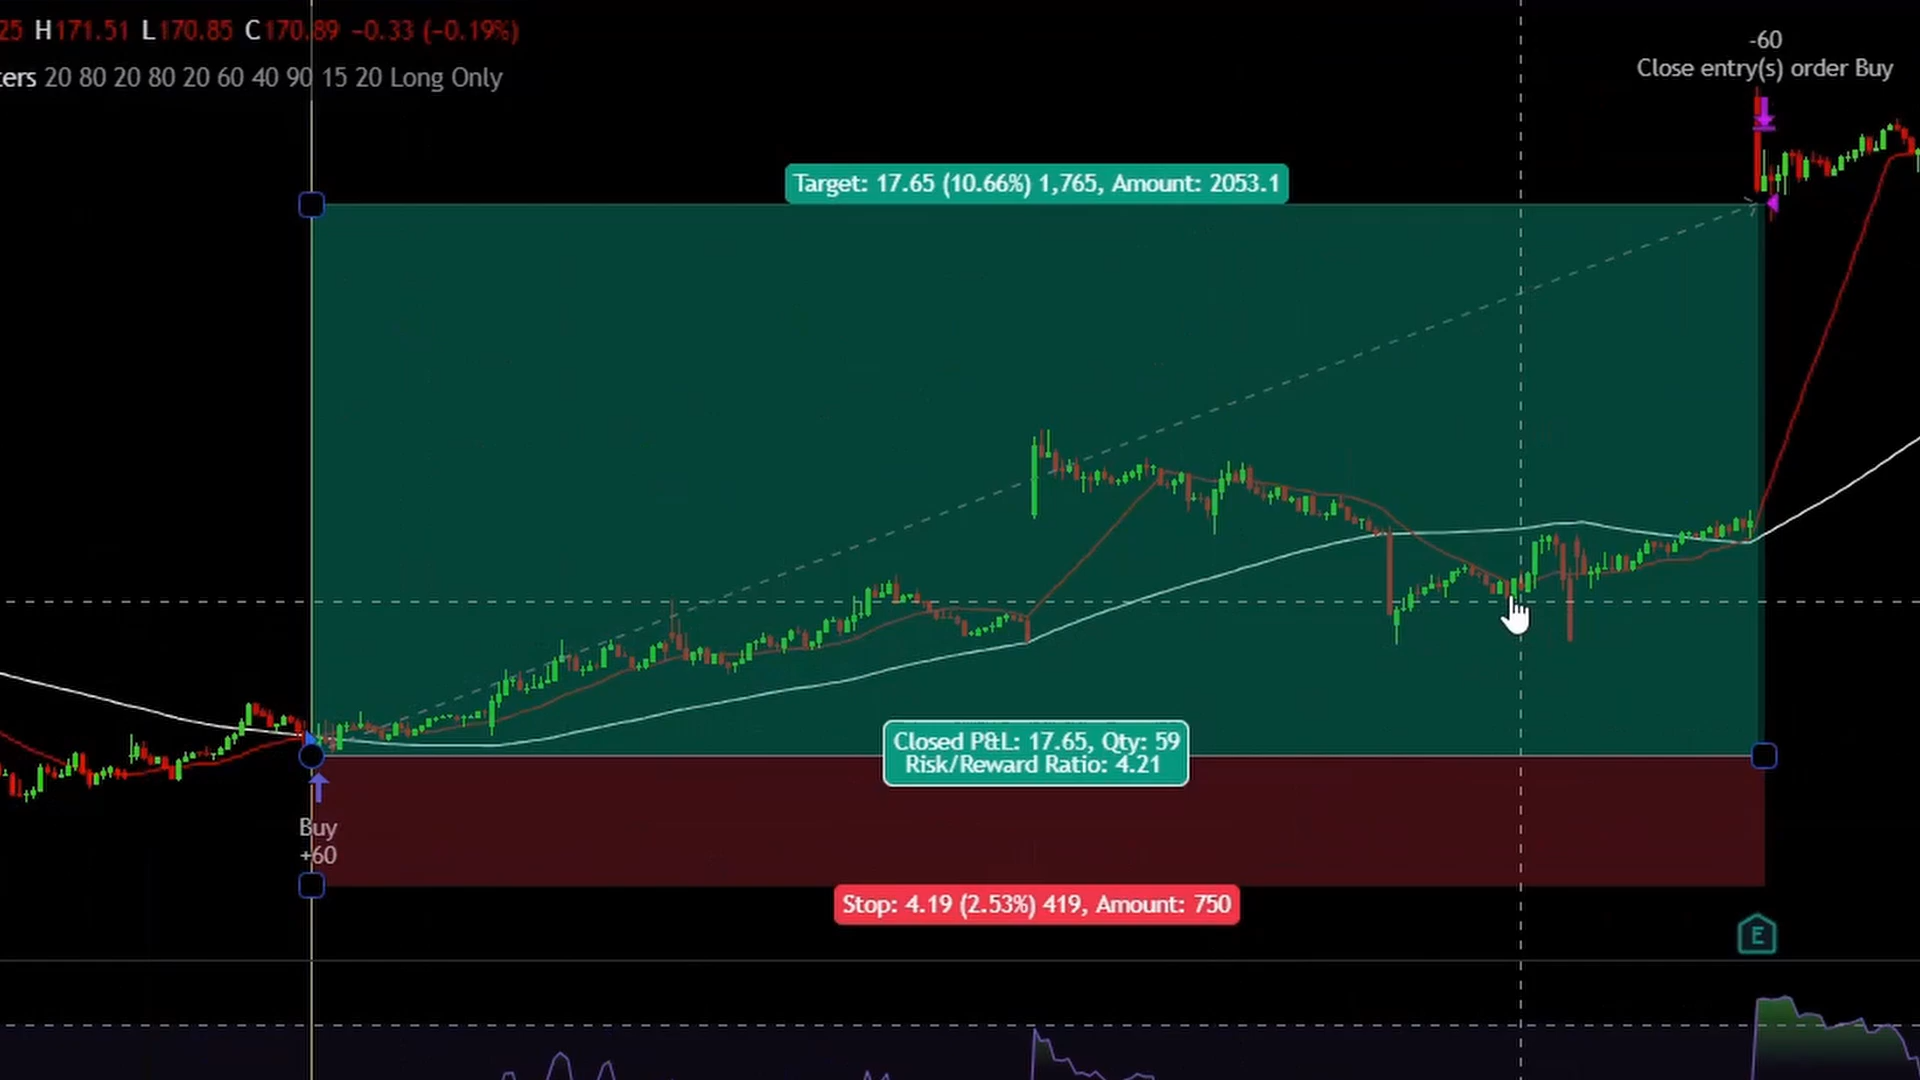 25 H171.51 L170.85 C170.89 −0.33 (−0.19%)
ters 20 80 20 80 20 60 40 90 15 20 Long Only
-60
Close entry(s) order Buy
Target: 17.65 (10.66%) 1,765, Amount: 2053.1
Closed P&L: 17.65, Qty: 59
Risk/Reward Ratio: 4.21
Buy
+60
Stop: 4.19 (2.53%) 419, Amount: 750
E